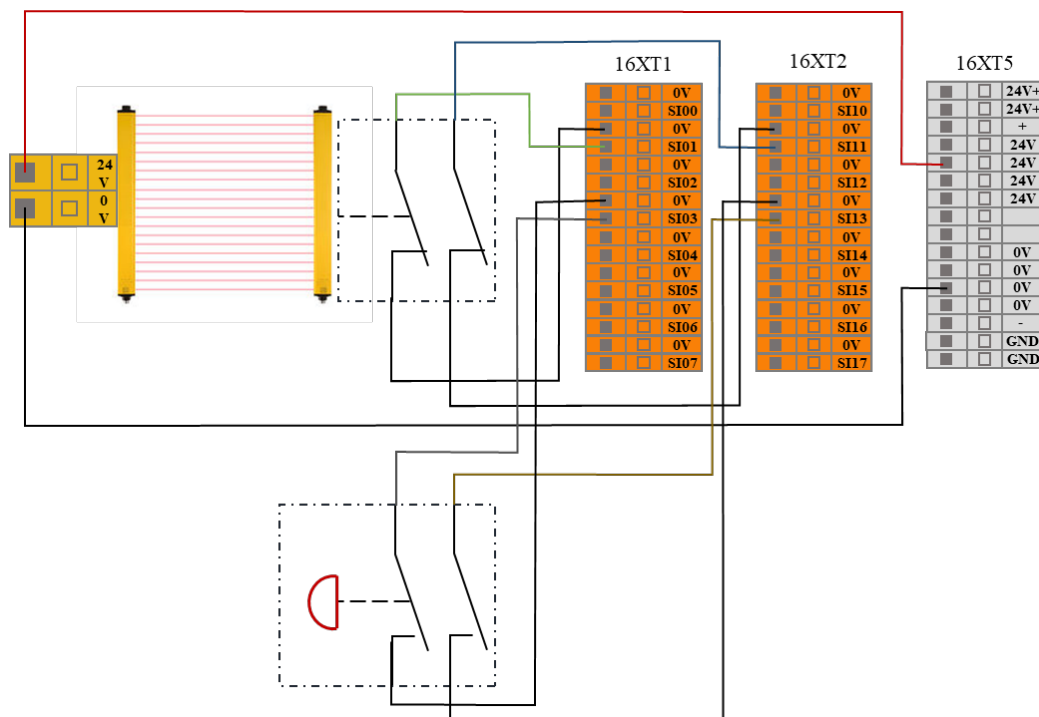 16XT1
16XT2
16XT5
24
V
0
V
0V
SI00
0V
SI01
0V
SI02
0V
SI03
0V
SI04
0V
SI05
0V
SI06
0V
SI07
0V
SI10
0V
SI11
0V
SI12
0V
SI13
0V
SI14
0V
SI15
0V
SI16
0V
SI17
24V+
24V+
+
24V
24V
24V
24V
0V
0V
0V
0V
-
GND
GND